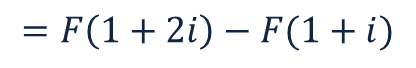 = F(1 + 2i) − F(1 + i)